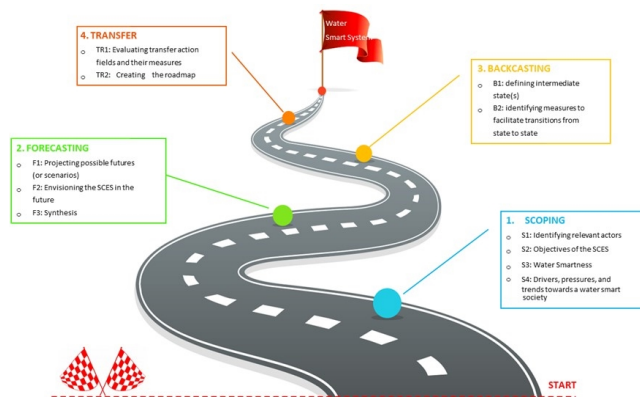 Water
Smart System
4. TRANSFER
TR1: Evaluating transfer action
fields and their measures
TR2: Creating the roadmap
3. BACKCASTING
B1: defining intermediate
state(s)
B2: identifying measures to
facilitate transitions from
state to state
2. FORECASTING
F1: Projecting possible futures
(or scenarios)
F2: Envisioning the SCES in the
future
F3: Synthesis
1. SCOPING
S1: Identifying relevant actors
S2: Objectives of the SCES
S3: Water Smartness
S4: Drivers, pressures, and
trends towards a water smart
society
START